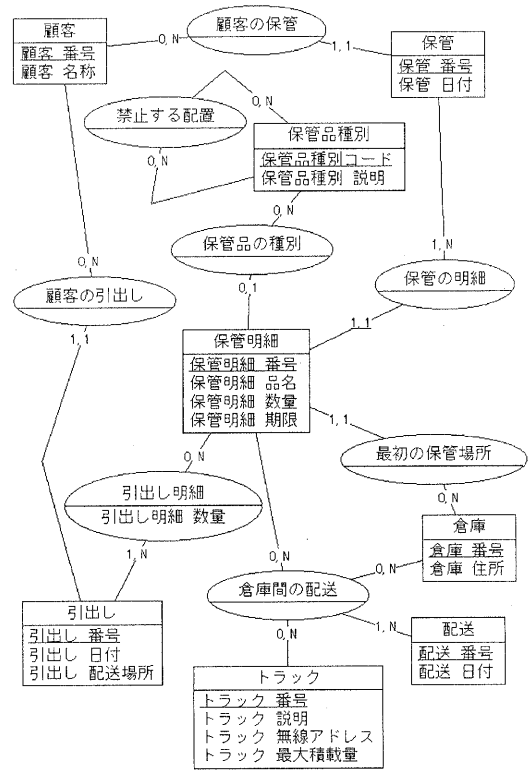 顧客の保管
顧客
顧客 番号
顧客 名称
0,N
1,1
保管
保管 番号
保管 日付
禁止する配置
0,N
0,N
保管品種別
保管品種別コード
保管品種別 説明
0,N
保管品の種別
0,1
0,N
顧客の引出し
1,1
1,N
保管の明細
1,1
保管明細
保管明細 番号
保管明細 品名
保管明細 数量
保管明細 期限
1,1
最初の保管場所
0,N
0,N
引出し明細
引出し明細 数量
1,N
倉庫
倉庫 番号
倉庫 住所
0,N
0,N
倉庫間の配送
0,N
1,N
引出し
引出し 番号
引出し 日付
引出し 配送場所
配送
配送 番号
配送 日付
トラック
トラック 番号
トラック 説明
トラック 無線アドレス
トラック 最大積載量